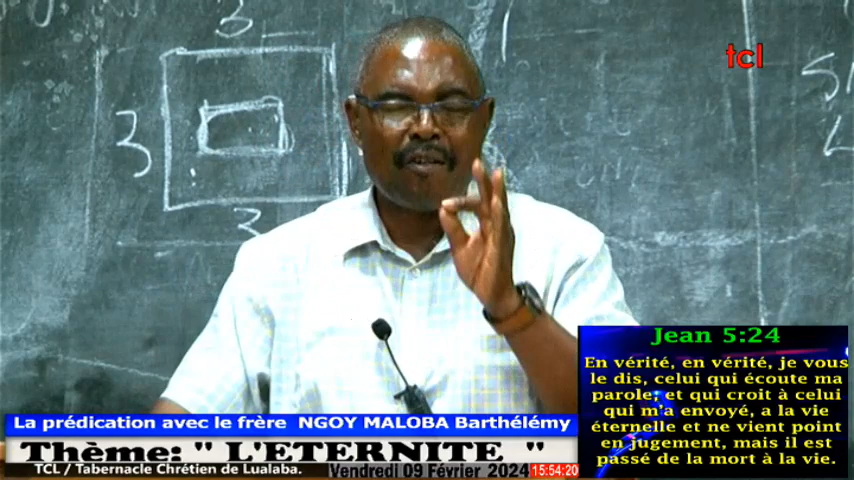 3
3
3
tcl
Jean 5:24
En vérité, en vérité, je vous
le dis, celui qui écoute ma
parole, et qui croit à celui
qui m'a envoyé, a la vie
éternelle et ne vient point
en jugement, mais il est
passé de la mort à la vie.
La prédication avec le frère NGOY MALOBA Barthélémy
Thème: " L'ETERNITE "
TCL / Tabernacle Chrétien de Lualaba.
Vendredi 09 Février 2024 15:54:20